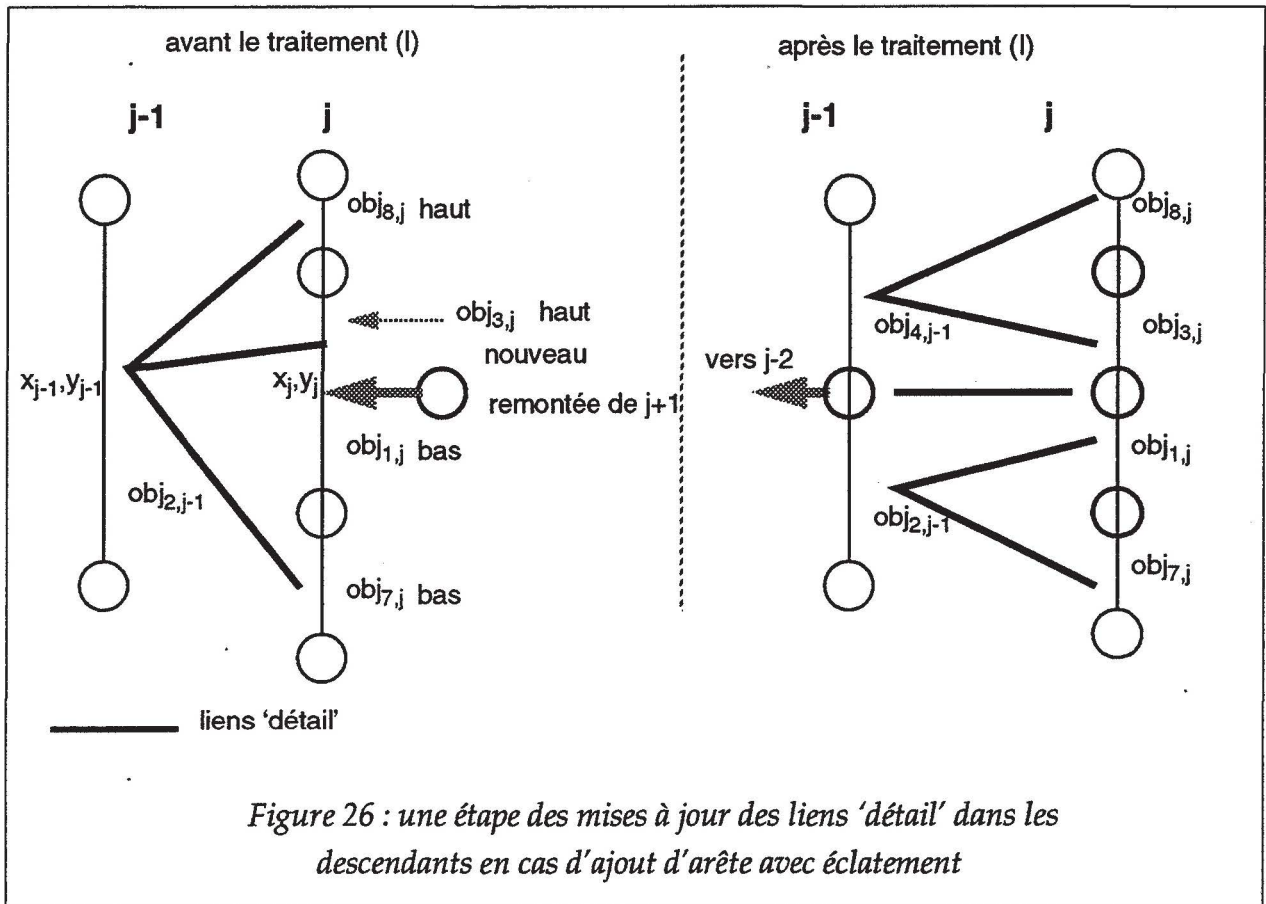 avant le traitement (I)
après le traitement (I)
j-1
j
j-1
j
obj8,j haut
obj3,j haut
nouveau
xj-1,yj-1
xj,yj
remontée de j+1
obj1,j bas
obj2,j-1
obj7,j bas
liens 'détail'
obj8,j
obj4,j-1
obj3,j
vers j-2
obj1,j
obj2,j-1
obj7,j
Figure 26 : une étape des mises à jour des liens 'détail' dans les
descendants en cas d'ajout d'arête avec éclatement